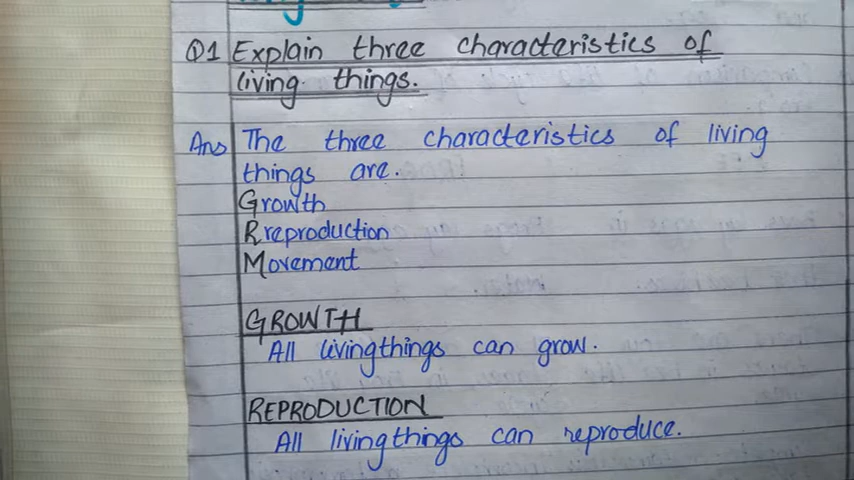 Q1 Explain three characteristics of
living things.
Ans The three characteristics of living
things are.
Growth
Rreproduction
Movement
GROWTH
All livingthings can grow.
REPRODUCTION
All livingthings can reproduce.